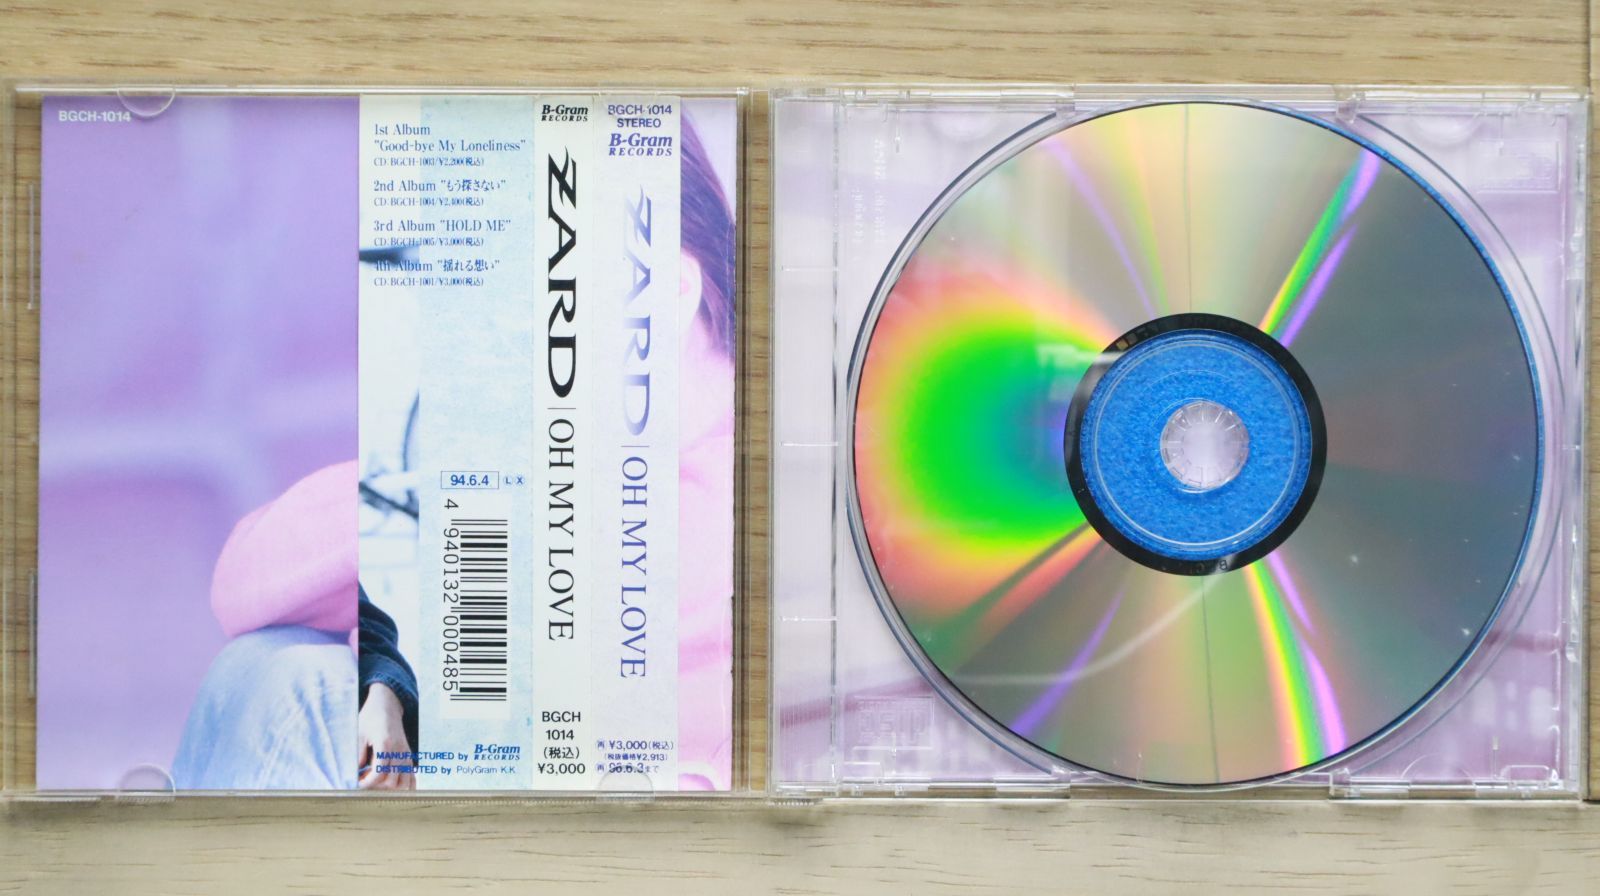 BGCH-1014
1st Album
"Good-bye My Loneliness"
CD: BGCH-1003/¥2,200(税込)
2nd Album "もう探さない"
CD: BGCH-1004/¥2,400(税込)
3rd Album "HOLD ME"
CD: BGCH-1005/¥3,000(税込)
4th Album "揺れる想い"
CD: BGCH-1001/¥3,000(税込)
94.6.4 L X
4 940132 000485
MANUFACTURED by B-Gram RECORDS
DISTRIBUTED by PolyGram K.K.
B-Gram
RECORDS
ZARD | OH MY LOVE
BGCH
1014
(税込)
¥3,000
BGCH-1014
STEREO
B-Gram
RECORDS
ZARD | OH MY LOVE
再 ¥3,000(税込)
(税抜価格¥2,913)
再 96.6.3まで